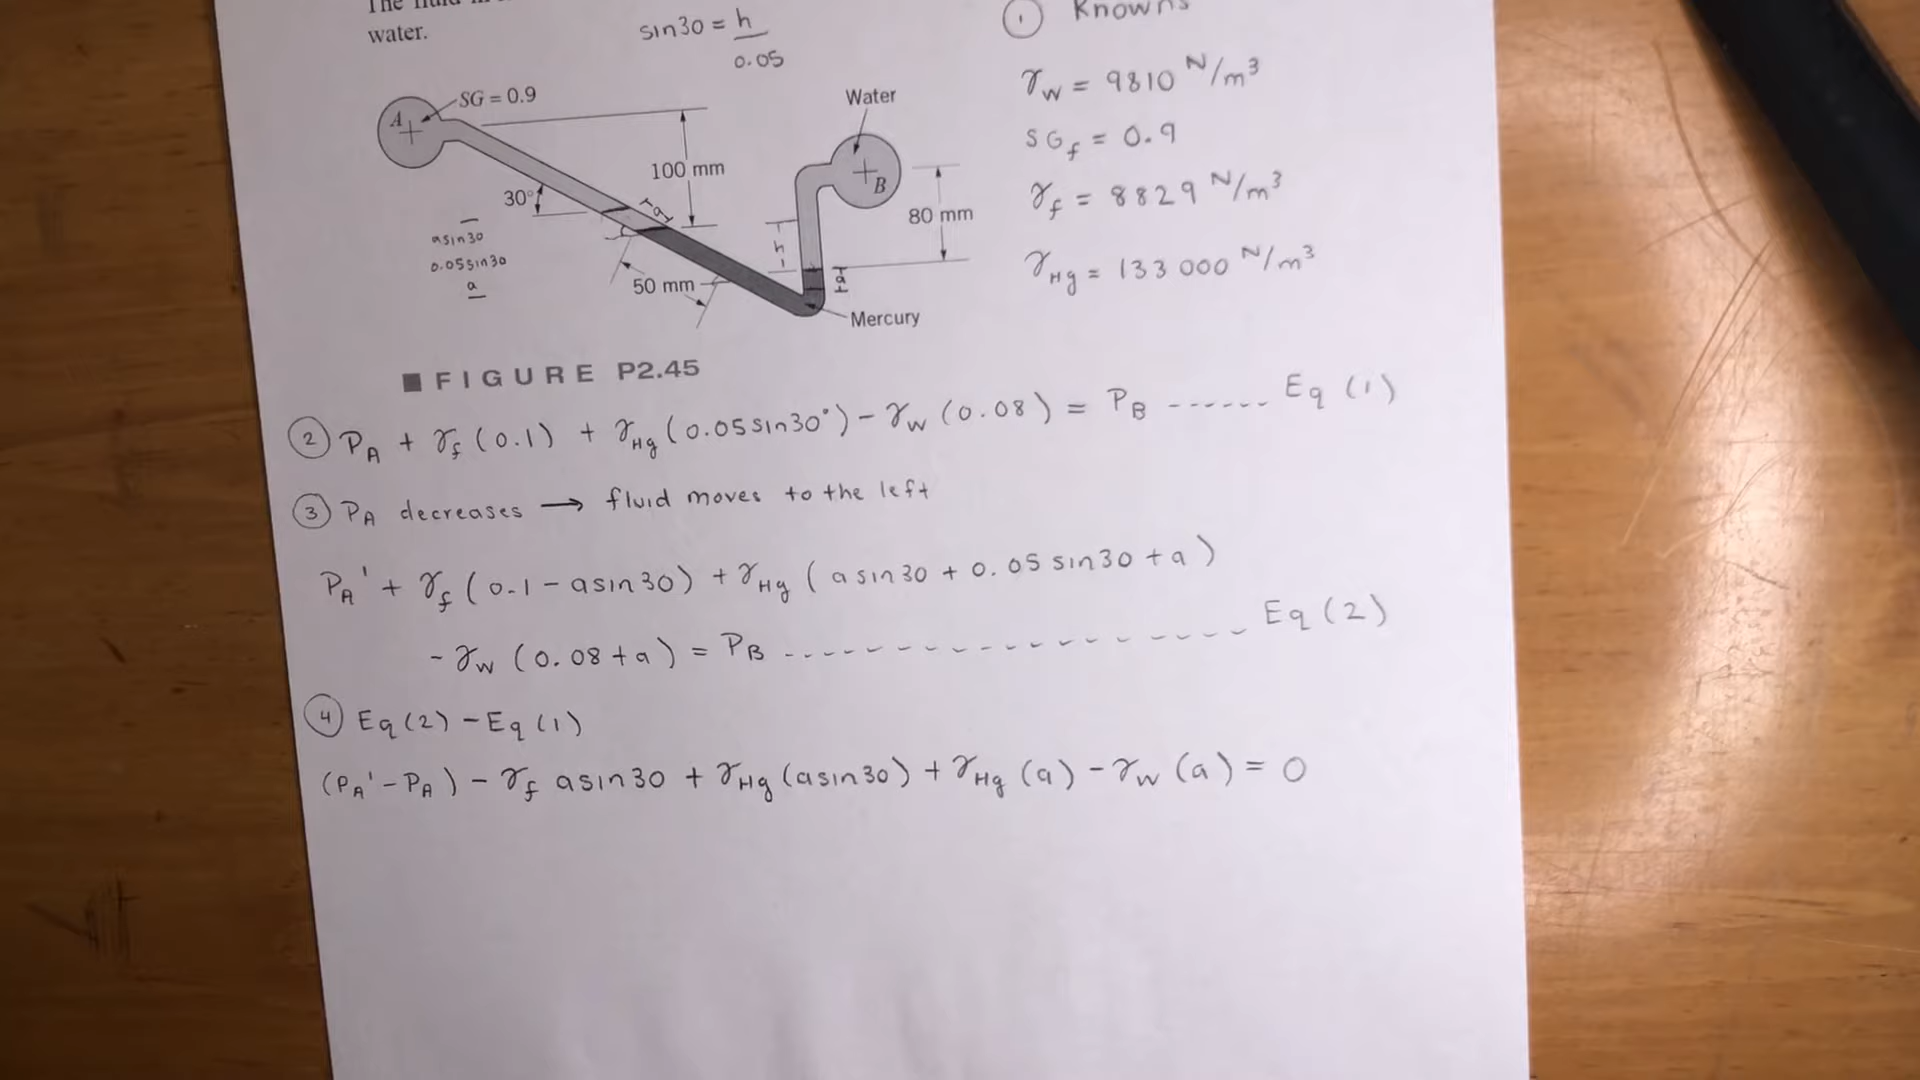 water.
sin30 = h
0.05
1 Knowns
γw = 9810 N/m³
SGf = 0.9
γf = 8829 N/m³
γHg = 133 000 N/m³
SG = 0.9
A
Water
B
100 mm
30°
a
80 mm
h
a
asin30
0.05sin30
a
50 mm
Mercury
FIGURE P2.45
2 PA + γf (0.1) + γHg (0.05sin30°) - γw (0.08) = PB ------ Eq (1)
3 PA decreases → fluid moves to the left
PA' + γf (0.1 - asin30) + γHg (asin30 + 0.05 sin30 + a)
- γw (0.08 + a) = PB ---------------- Eq (2)
4 Eq (2) - Eq (1)
(PA' - PA) - γf asin30 + γHg (asin30) + γHg (a) - γw (a) = 0